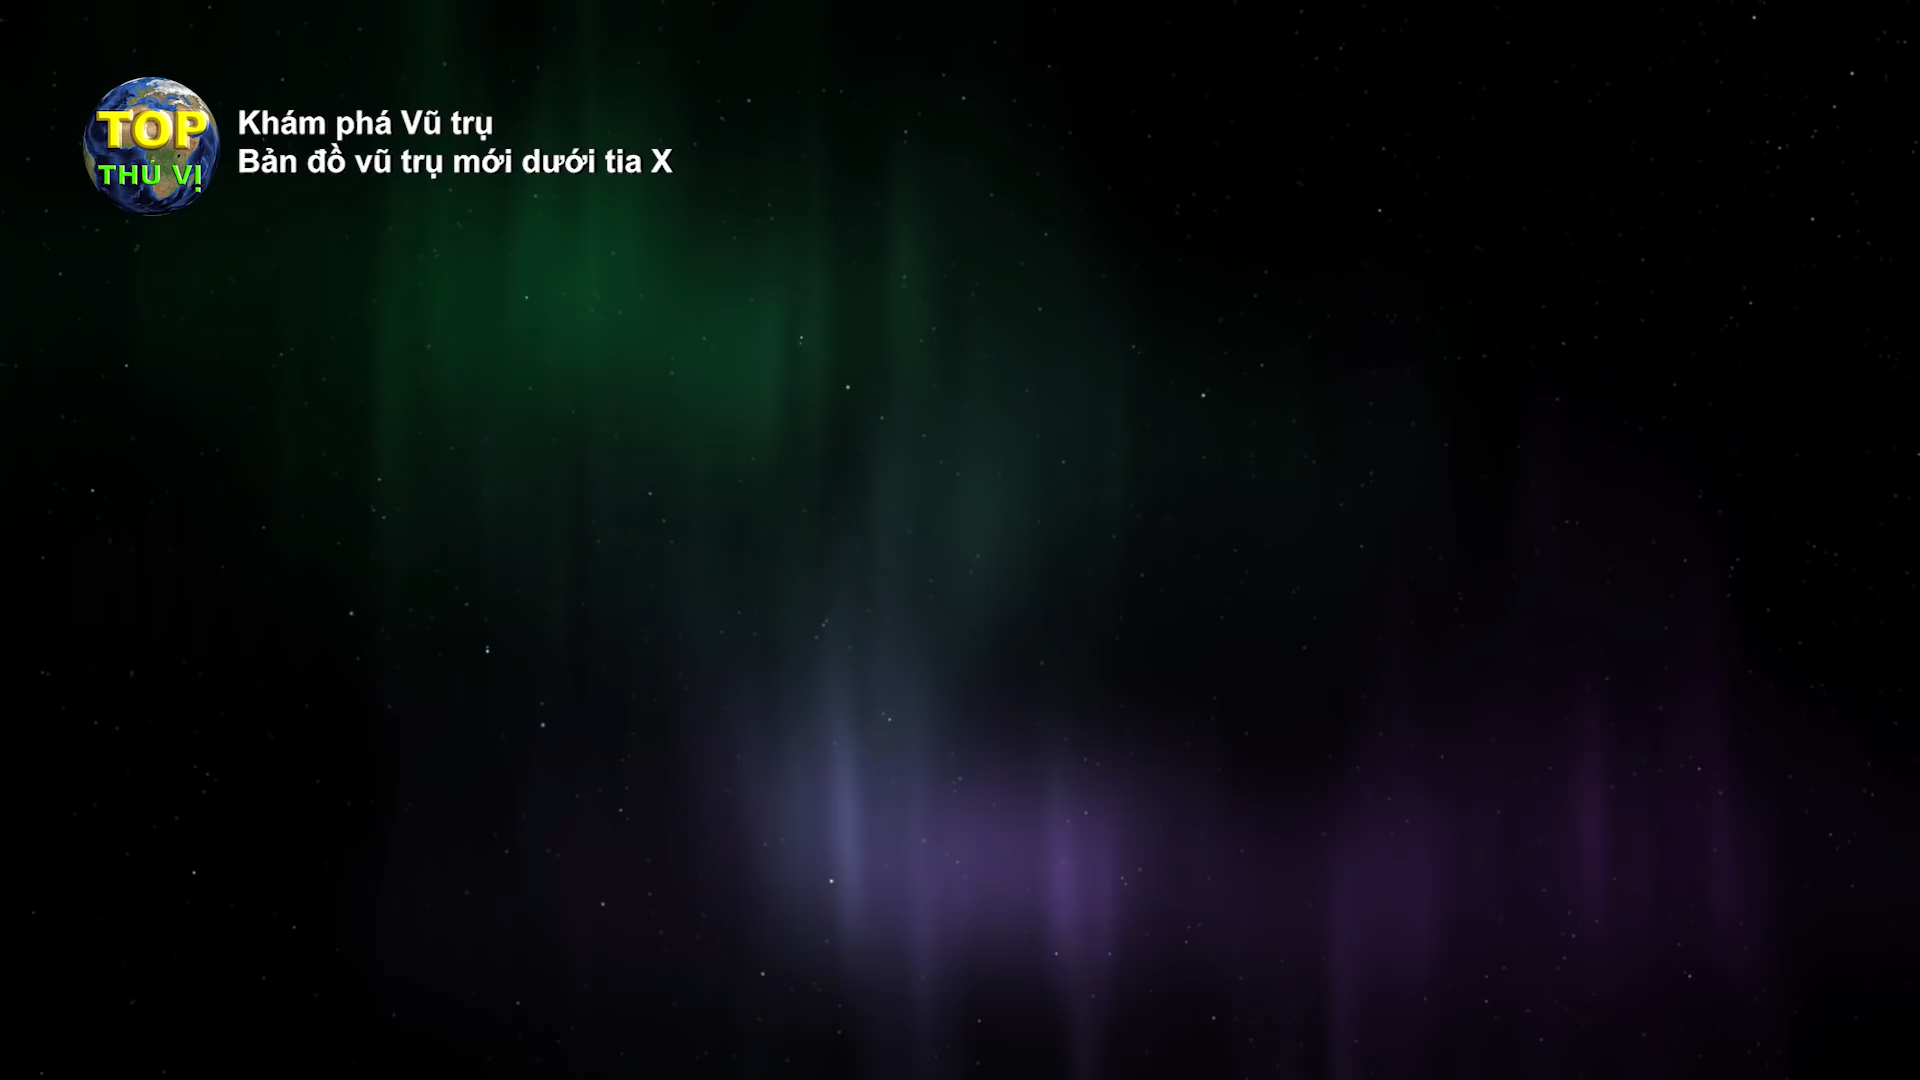 TOP
THÚ VỊ
Khám phá Vũ trụ
Bản đồ vũ trụ mới dưới tia X